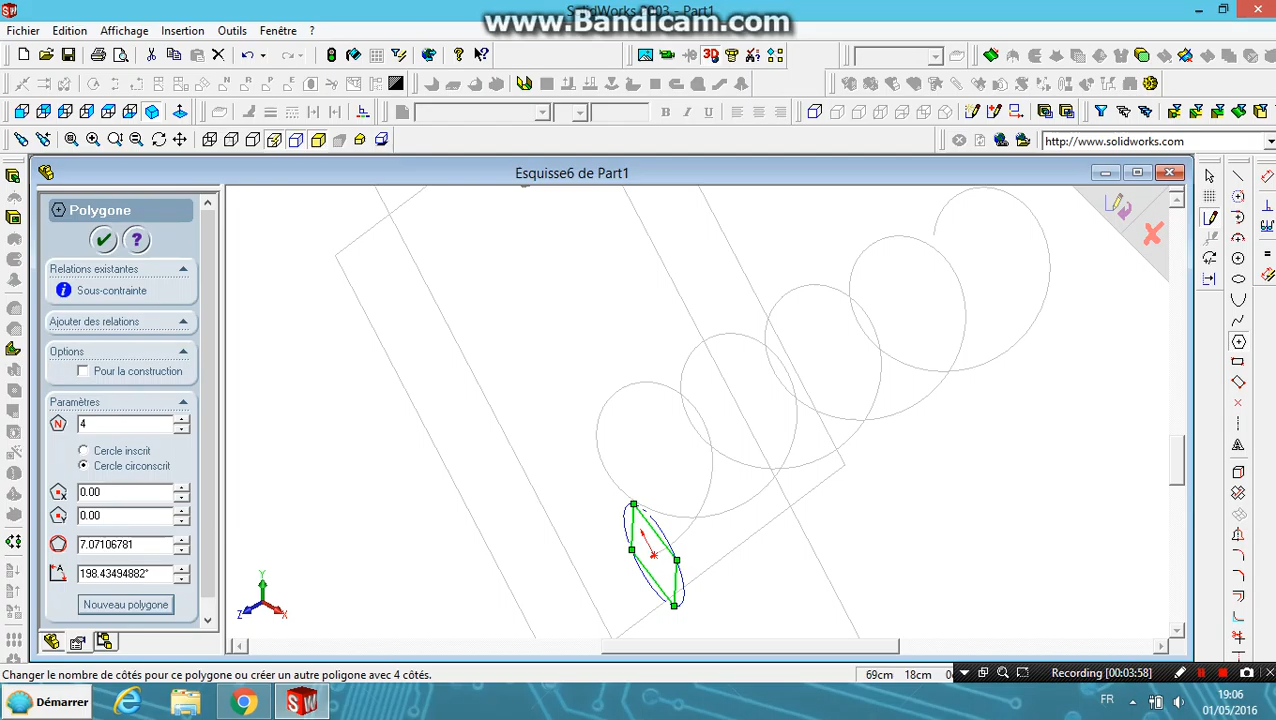 SolidWorks 2003 - Part1
www.Bandicam.com
Fichier Edition Affichage Insertion Outils Fenêtre ?
3D
B I U
http://www.solidworks.com
Esquisse6 de Part1
Polygone
Relations existantes
Sous-contrainte
Ajouter des relations
Options
Pour la construction
Paramètres
N 4
Cercle inscrit
Cercle circonscrit
0.00
0.00
7.07106781
A 198.43494882°
Nouveau polygone
Y
Z X
Changer le nombre de côtés pour ce polygone ou créer un autre poligone avec 4 côtés.
69cm 18cm
Recording [00:03:58]
Démarrer
SW
FR
19:06
01/05/2016